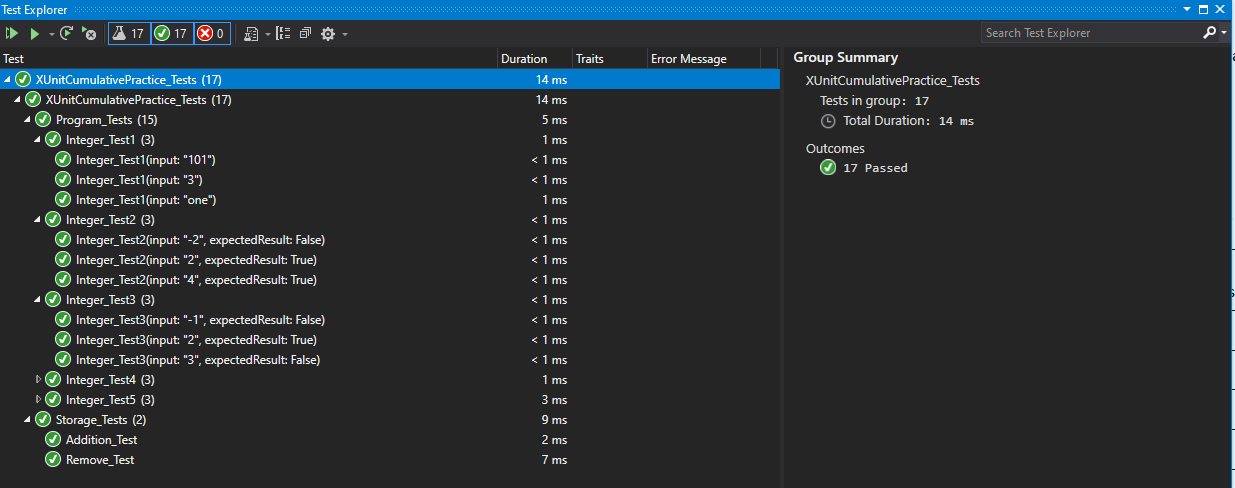 Test Explorer
17 17 0
Search Test Explorer
Test Duration Traits Error Message
XUnitCumulativePractice_Tests (17) 14 ms
XUnitCumulativePractice_Tests (17) 14 ms
Program_Tests (15) 5 ms
Integer_Test1 (3) 1 ms
Integer_Test1(input: "101") < 1 ms
Integer_Test1(input: "3") < 1 ms
Integer_Test1(input: "one") 1 ms
Integer_Test2 (3) < 1 ms
Integer_Test2(input: "-2", expectedResult: False) < 1 ms
Integer_Test2(input: "2", expectedResult: True) < 1 ms
Integer_Test2(input: "4", expectedResult: True) < 1 ms
Integer_Test3 (3) < 1 ms
Integer_Test3(input: "-1", expectedResult: False) < 1 ms
Integer_Test3(input: "2", expectedResult: True) < 1 ms
Integer_Test3(input: "3", expectedResult: False) < 1 ms
Integer_Test4 (3) 1 ms
Integer_Test5 (3) 3 ms
Storage_Tests (2) 9 ms
Addition_Test 2 ms
Remove_Test 7 ms
Group Summary
XUnitCumulativePractice_Tests
Tests in group: 17
Total Duration: 14 ms
Outcomes
17 Passed